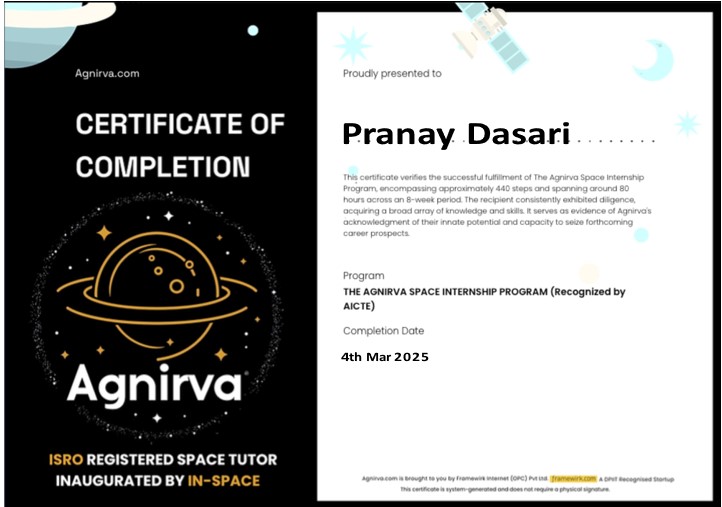 Agnirva.com
CERTIFICATE OF
COMPLETION
Agnirva
ISRO REGISTERED SPACE TUTOR
INAUGURATED BY IN-SPACE
Proudly presented to
Pranay Dasari
This certificate verifies the successful fulfillment of The Agnirva Space Internship
Program, encompassing approximately 440 steps and spanning around 80
hours across an 8-week period. The recipient consistently exhibited diligence,
acquiring a broad array of knowledge and skills. It serves as evidence of Agnirva's
acknowledgment of their innate potential and capacity to seize forthcoming
career prospects.
Program
THE AGNIRVA SPACE INTERNSHIP PROGRAM (Recognized by
AICTE)
Completion Date
4th Mar 2025
Agnirva.com is brought to you by Framewirk Internet (OPC) Pvt Ltd. framewirk.com A DPIIT Recognised Startup
This certificate is system-generated and does not require a physical signature.